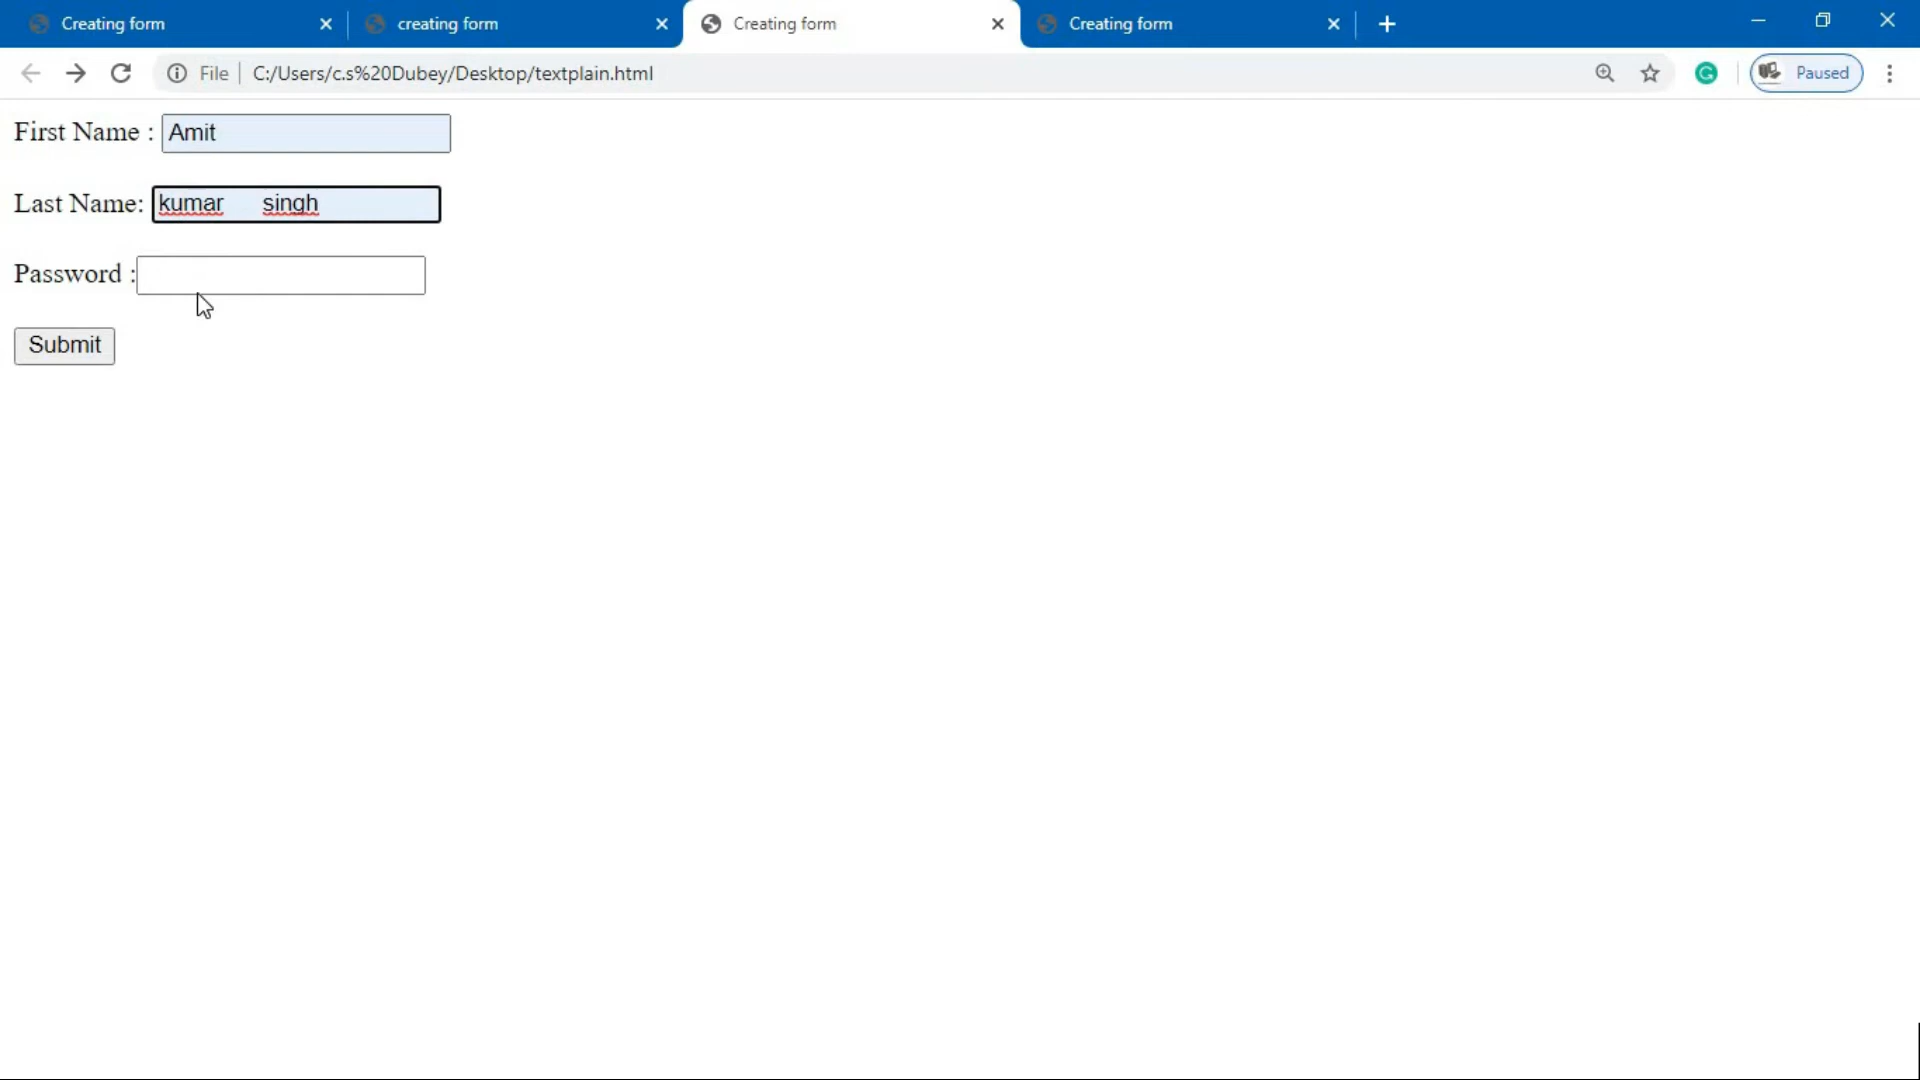 Creating form creating form Creating form Creating form
File C:/Users/c.s%20Dubey/Desktop/textplain.html Paused
First Name : Amit
Last Name: kumar singh
Password :
Submit